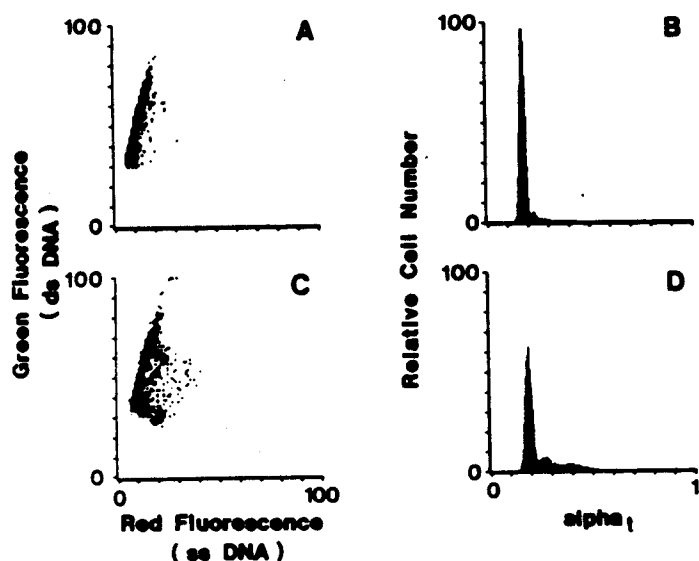 100
A
0
100
B
0
Green Fluorescence
(ds DNA)
Relative Cell Number
100
C
0
0
100
Red Fluorescence
(ss DNA)
100
D
0
0
1
alpha t